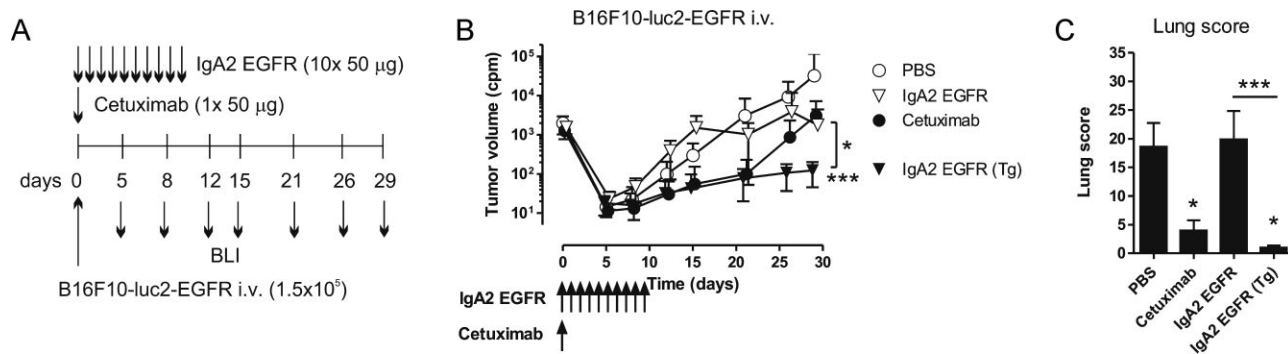 A
IgA2 EGFR (10x 50 µg)
Cetuximab (1x 50 µg)
days 0 5 8 12 15 21 26 29
BLI
B16F10-luc2-EGFR i.v. (1.5x10⁵)
B
B16F10-luc2-EGFR i.v.
Tumor volume (cpm)
10⁵
10⁴
10³
10²
10¹
0 5 10 15 20 25 30
Time (days)
IgA2 EGFR
Cetuximab
PBS
IgA2 EGFR
Cetuximab
IgA2 EGFR (Tg)
*
***
C
Lung score
Lung score
35
30
25
20
15
10
5
0
***
*
*
PBS
Cetuximab
IgA2 EGFR
IgA2 EGFR (Tg)